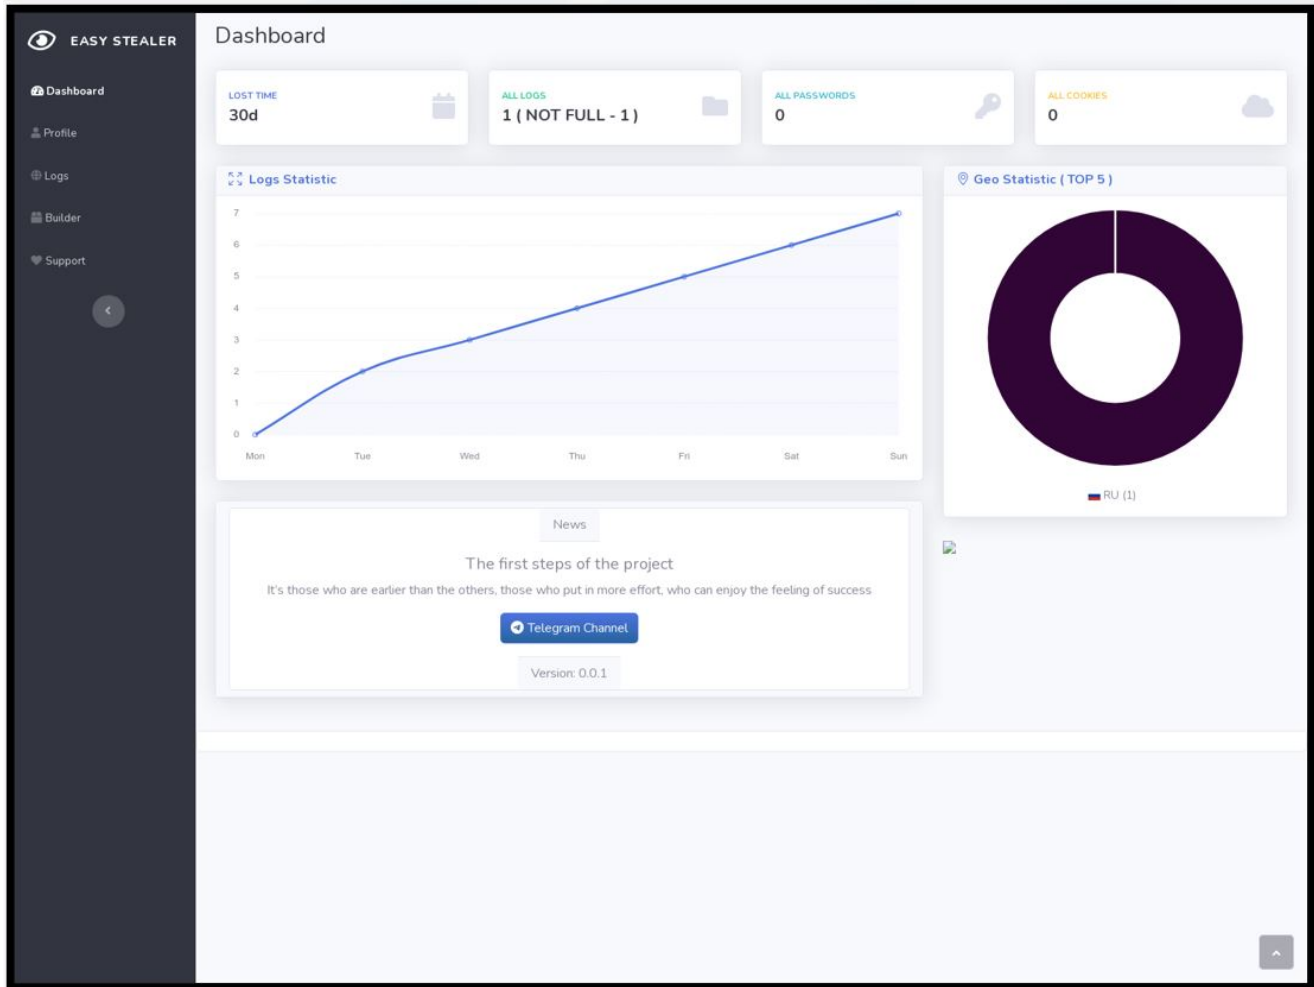 EASY STEALER
Dashboard
Profile
Logs
Builder
Support
Dashboard
LOST TIME
30d
ALL LOGS
1 ( NOT FULL - 1 )
ALL PASSWORDS
0
ALL COOKIES
0
Logs Statistic
7
6
5
4
3
2
1
0
Mon Tue Wed Thu Fri Sat Sun
Geo Statistic ( TOP 5 )
RU (1)
News
The first steps of the project
It's those who are earlier than the others, those who put in more effort, who can enjoy the feeling of success
Telegram Channel
Version: 0.0.1